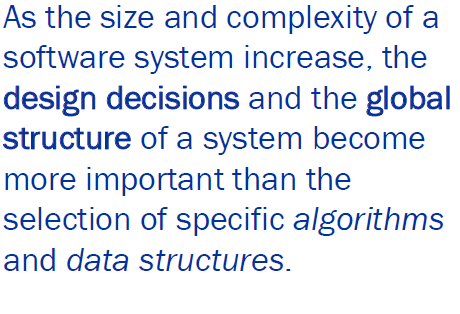 As the size and complexity of a
software system increase, the
design decisions and the global
structure of a system become
more important than the
selection of specific algorithms
and data structures.